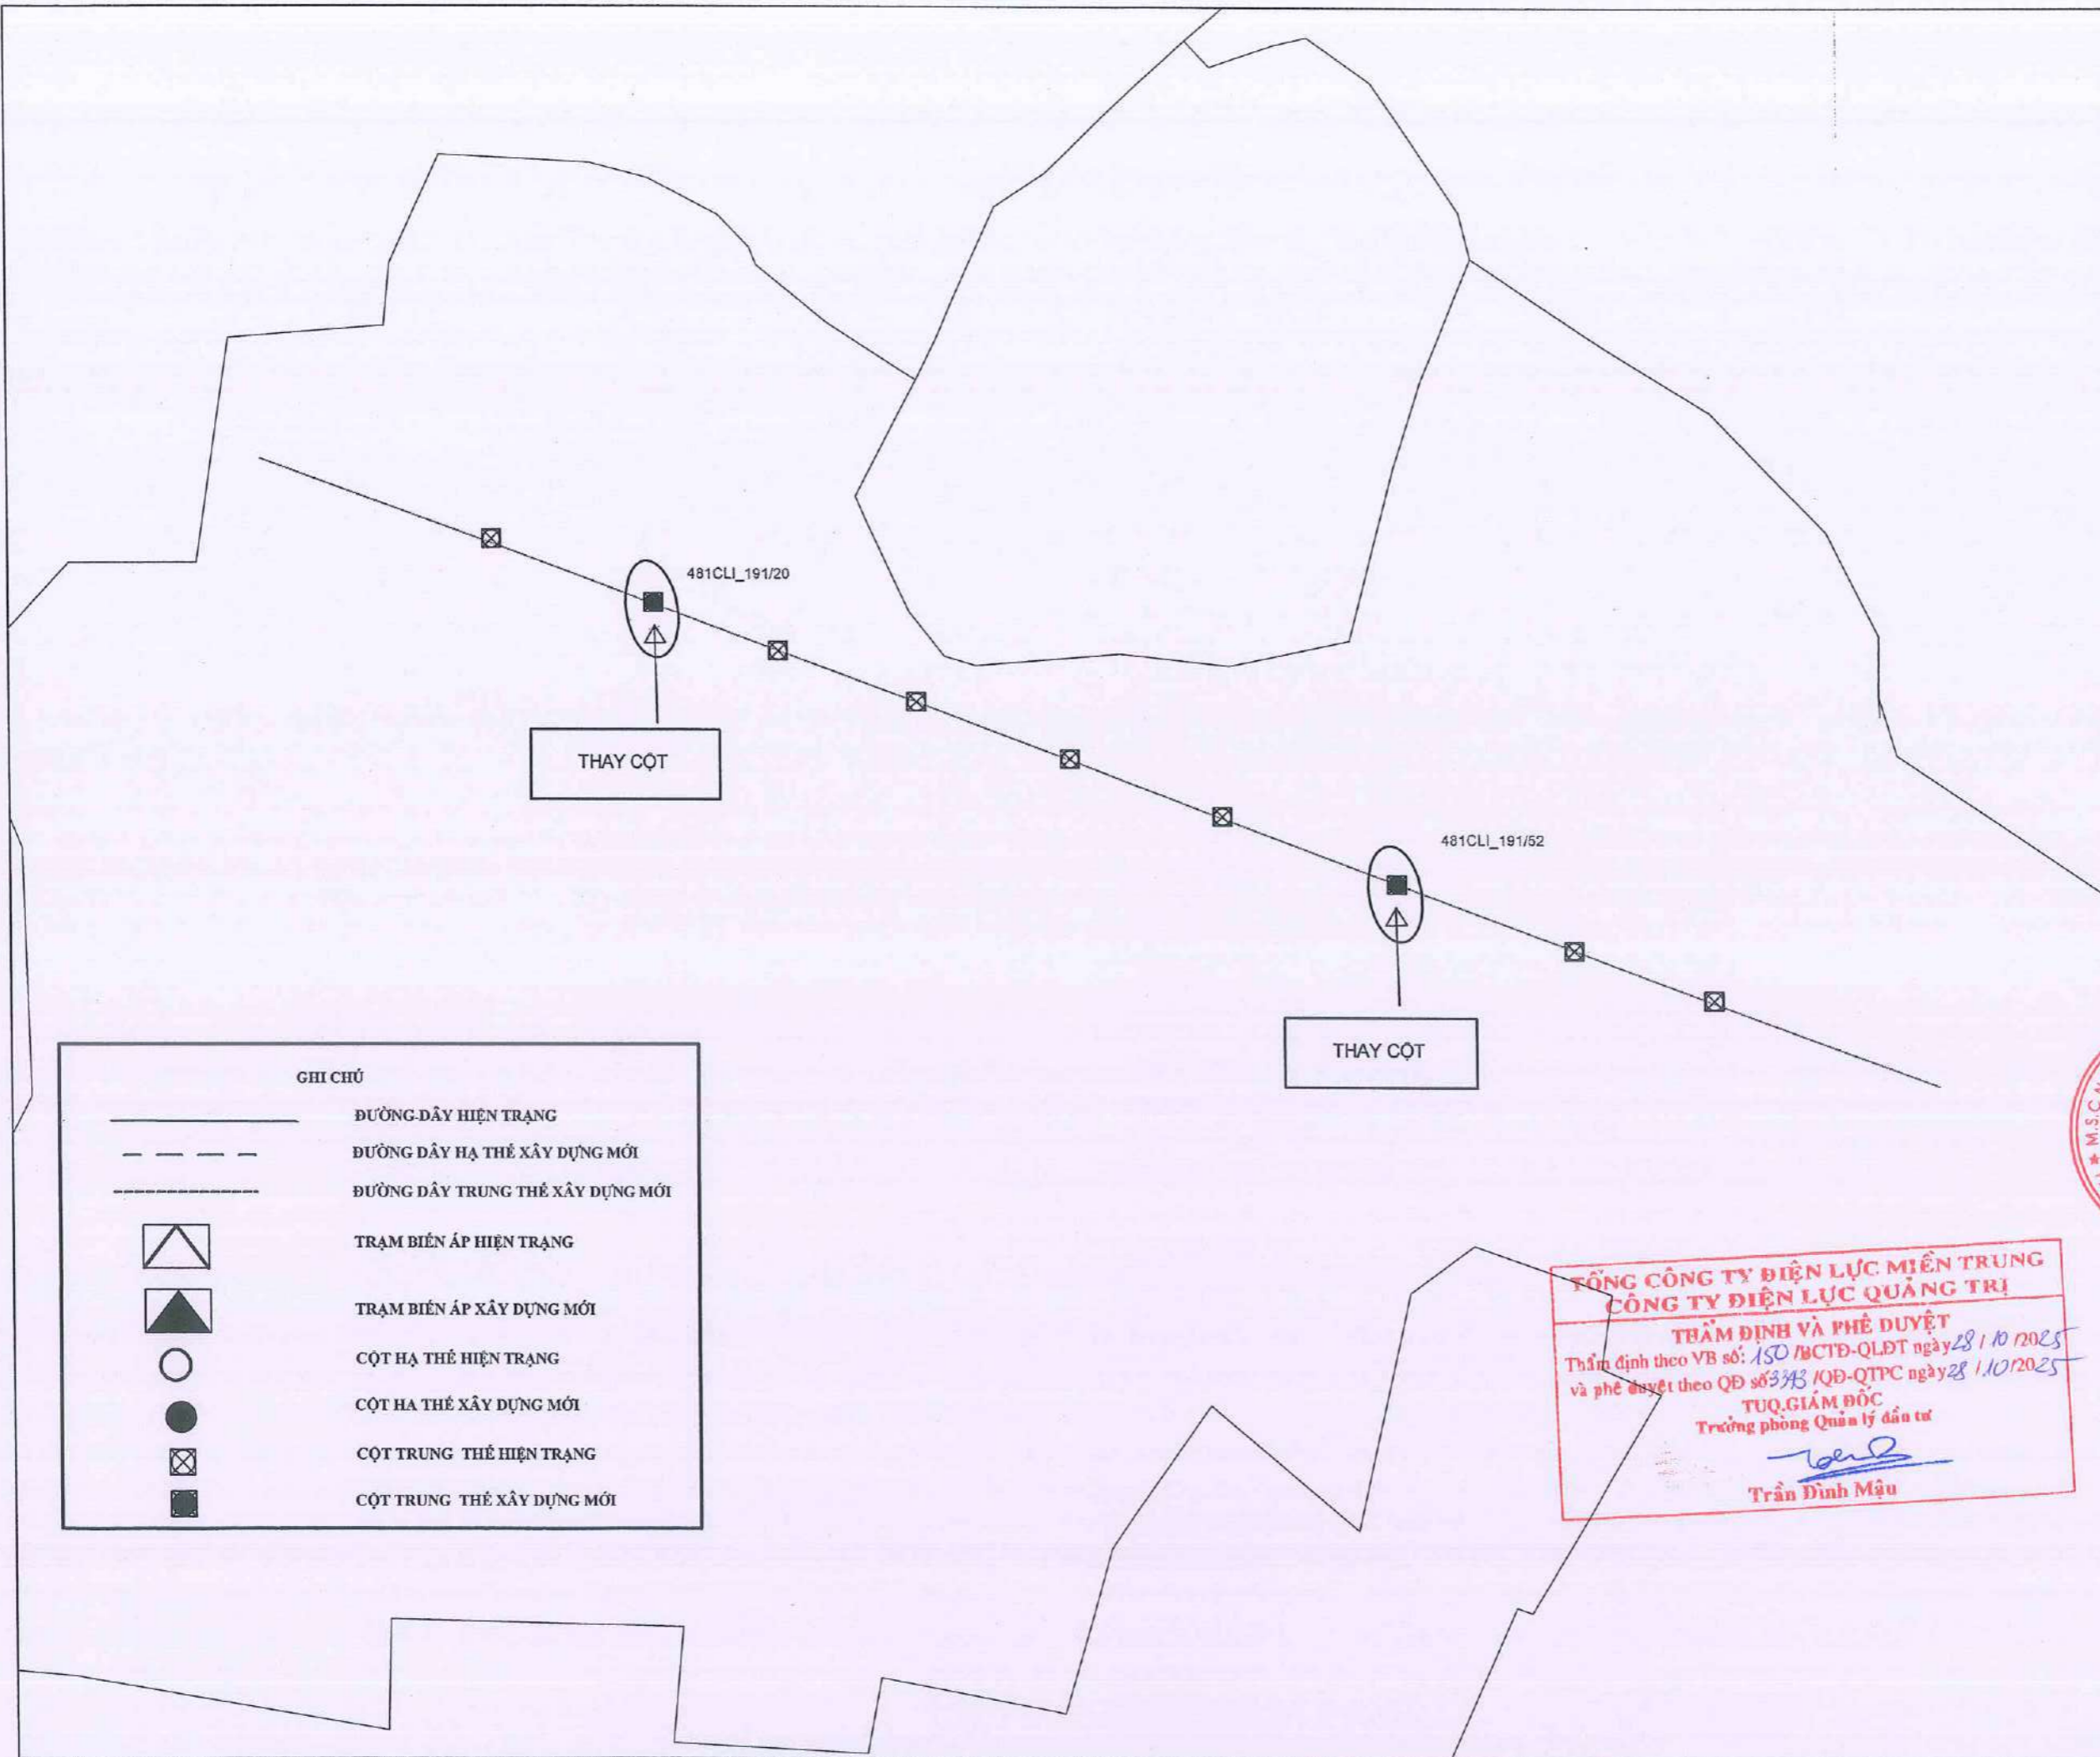 481CLI_191/20
THAY CỘT
481CLI_191/52
THAY CỘT
GHI CHÚ
ĐƯỜNG DÂY HIỆN TRẠNG
ĐƯỜNG DÂY HẠ THẾ XÂY DỰNG MỚI
ĐƯỜNG DÂY TRUNG THẾ XÂY DỰNG MỚI
TRẠM BIẾN ÁP HIỆN TRẠNG
TRẠM BIẾN ÁP XÂY DỰNG MỚI
CỘT HẠ THẾ HIỆN TRẠNG
CỘT HẠ THẾ XÂY DỰNG MỚI
CỘT TRUNG THẾ HIỆN TRẠNG
CỘT TRUNG THẾ XÂY DỰNG MỚI
★ M.S.C.N
TỔNG CÔNG TY ĐIỆN LỰC MIỀN TRUNG
CÔNG TY ĐIỆN LỰC QUẢNG TRỊ
THẨM ĐỊNH VÀ PHÊ DUYỆT
Thẩm định theo VB số: 150 /BCTĐ-QLĐT ngày 28 / 10 /2025
và phê duyệt theo QĐ số 3393 /QĐ-QTPC ngày 28 / 10 /2025
TUQ.GIÁM ĐỐC
Trưởng phòng Quản lý đầu tư
Trần Đình Mậu